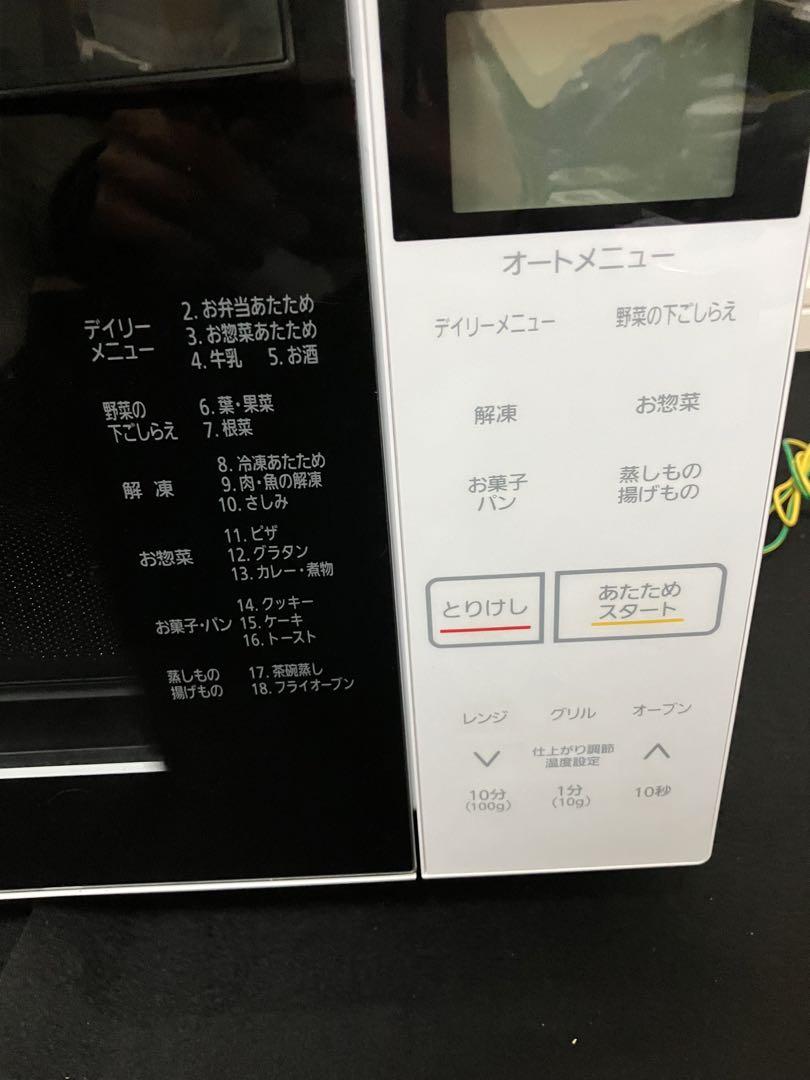 デイリー
メニュー
2. お弁当あたため
3. お惣菜あたため
4. 牛乳 5. お酒
野菜の
下ごしらえ
6. 葉・果菜
7. 根菜
解 凍
8. 冷凍あたため
9. 肉・魚の解凍
10. さしみ
お惣菜
11. ピザ
12. グラタン
13. カレー・煮物
お菓子・パン
14. クッキー
15. ケーキ
16. トースト
蒸しもの
揚げもの
17. 茶碗蒸し
18. フライオーブン
オートメニュー
デイリーメニュー
野菜の下ごしらえ
解凍
お惣菜
お菓子
パン
蒸しもの
揚げもの
とりけし
あたため
スタート
レンジ
グリル
オーブン
仕上がり調節
温度設定
10分
(100g)
1分
(10g)
10秒